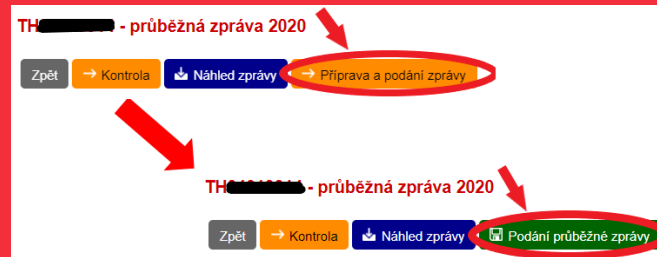 TH - průběžná zpráva 2020
Zpět → Kontrola Náhled zprávy → Příprava a podání zprávy
TH - průběžná zpráva 2020
Zpět → Kontrola Náhled zprávy Podání průběžné zprávy